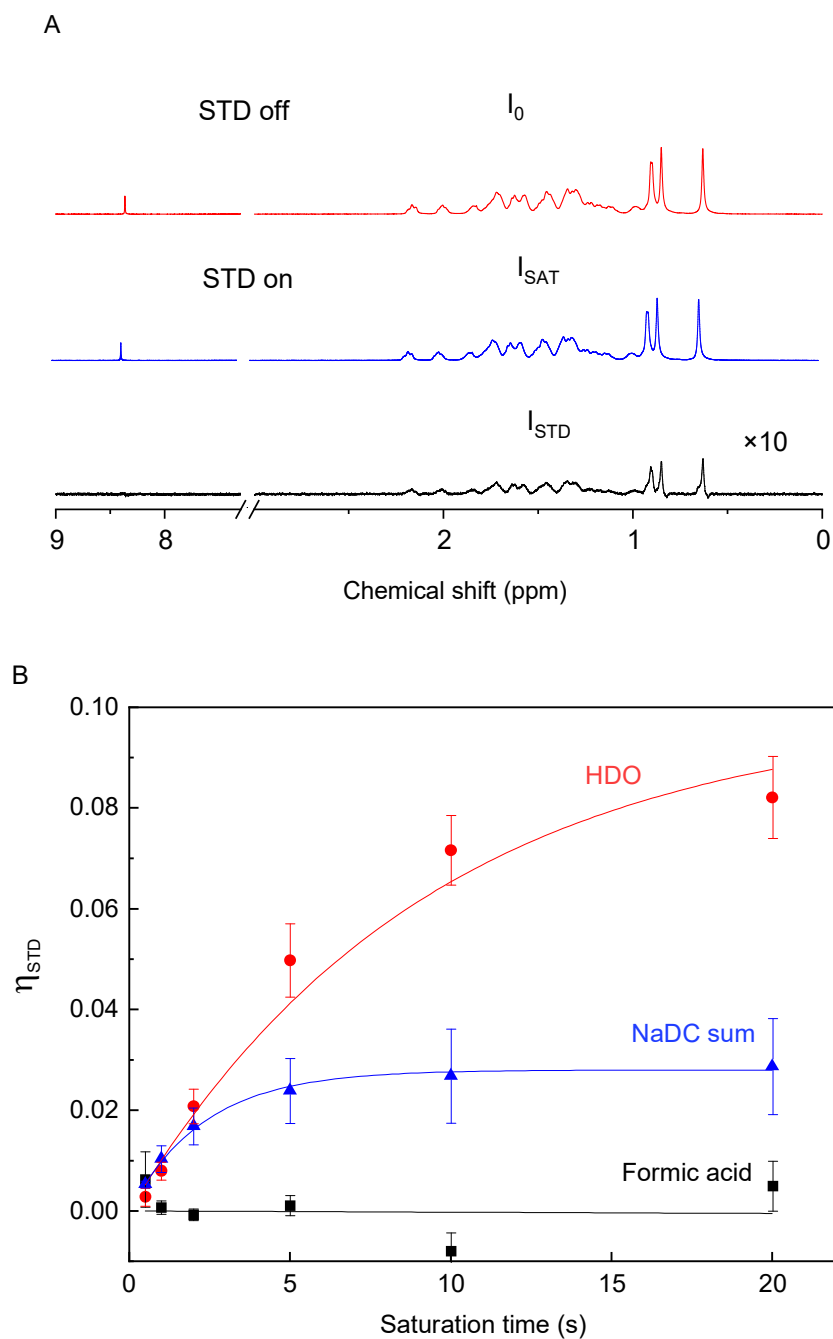 A
STD off
I0
STD on
ISAT
ISTD
×10
9 8 2 1 0
Chemical shift (ppm)
B
0.10
HDO
0.08
0.06
ηSTD
0.04
NaDC sum
0.02
Formic acid
0.00
0 5 10 15 20
Saturation time (s)